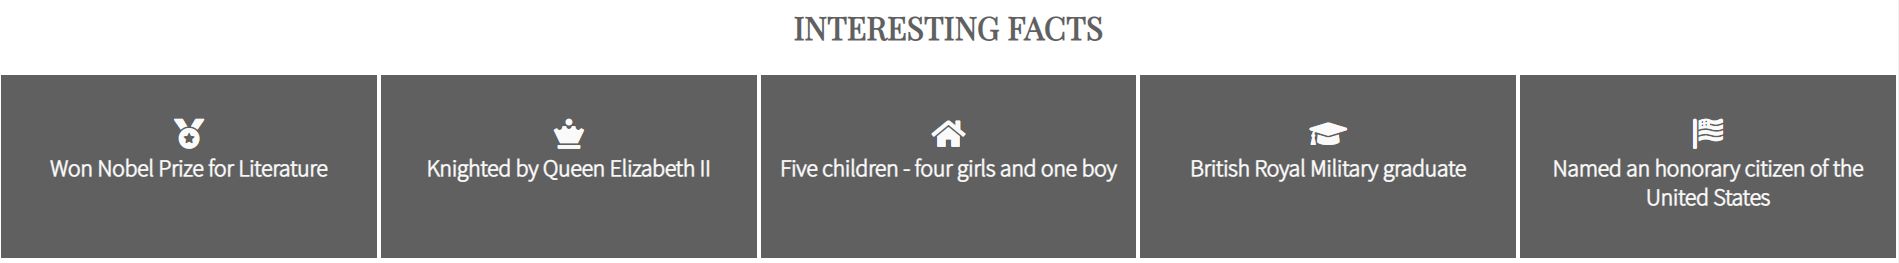 INTERESTING FACTS
Won Nobel Prize for Literature
Knighted by Queen Elizabeth II
Five children - four girls and one boy
British Royal Military graduate
Named an honorary citizen of the
United States